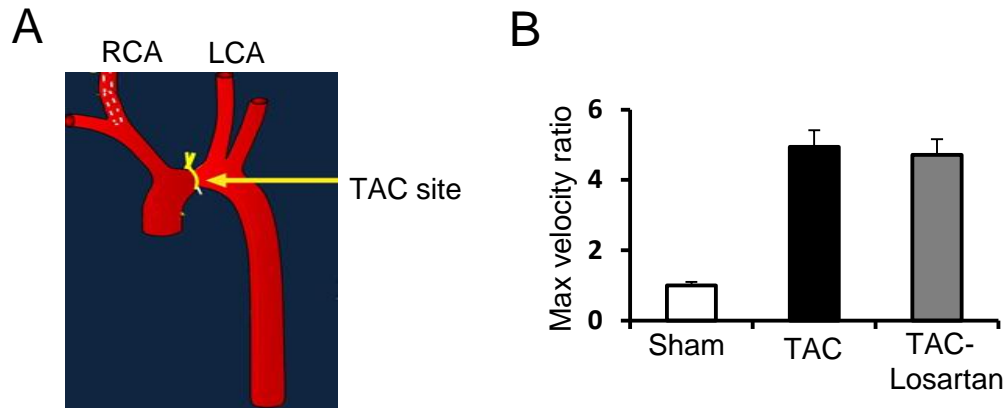 A
RCA
LCA
TAC site
B
Max velocity ratio
6
4
2
0
Sham
TAC
TAC-
Losartan